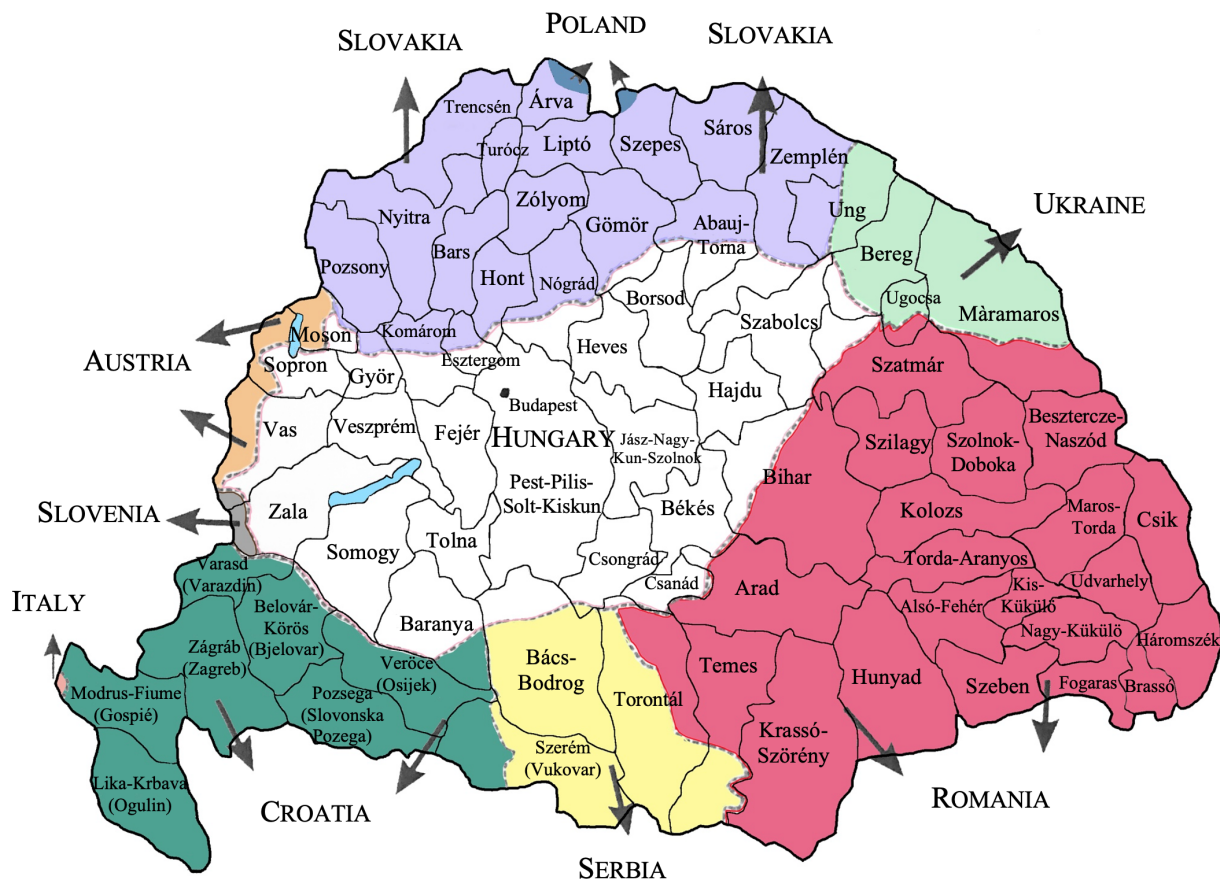 POLAND
SLOVAKIA
SLOVAKIA
Trencsén
Árva
Sáros
Turócz
Liptó
Szepes
Zemplén
Zólyom
Nyitra
Gömör
Abauj-
Torna
Ung
UKRAINE
Bars
Bereg
Pozsony
Hont
Nógrád
Borsod
Ugocsa
Màramaros
Moson
Komárom
Szabolcs
AUSTRIA
Sopron
Györ
Esztergom
Heves
Szatmár
Hajdu
Budapest
Vas
Veszprém
Fejér
HUNGARY
Jász-Nagy-
Kun-Szolnok
Szilagy
Szolnok-
Doboka
Besztercze-
Naszód
Bihar
Pest-Pilis-
Solt-Kiskun
SLOVENIA
Zala
Békés
Kolozs
Maros-
Torda
Csik
Somogy
Tolna
Csongrád
Csanád
Torda-Aranyos
Varasd
(Varazdin)
Arad
Alsó-Fehér
Kis-
Kükülö
Udvarhely
ITALY
Belovár-
Körös
(Bjelovar)
Baranya
Nagy-Kükülö
Háromszék
Zágráb
(Zagreb)
Veröce
(Osijek)
Bács-
Bodrog
Temes
Hunyad
Szeben
Fogaras
Brassó
Modrus-Fiume
(Gospié)
Pozsega
(Slovonska
Pozega)
Torontál
Krassó-
Szörény
Szerém
(Vukovar)
Lika-Krbava
(Ogulin)
CROATIA
ROMANIA
SERBIA